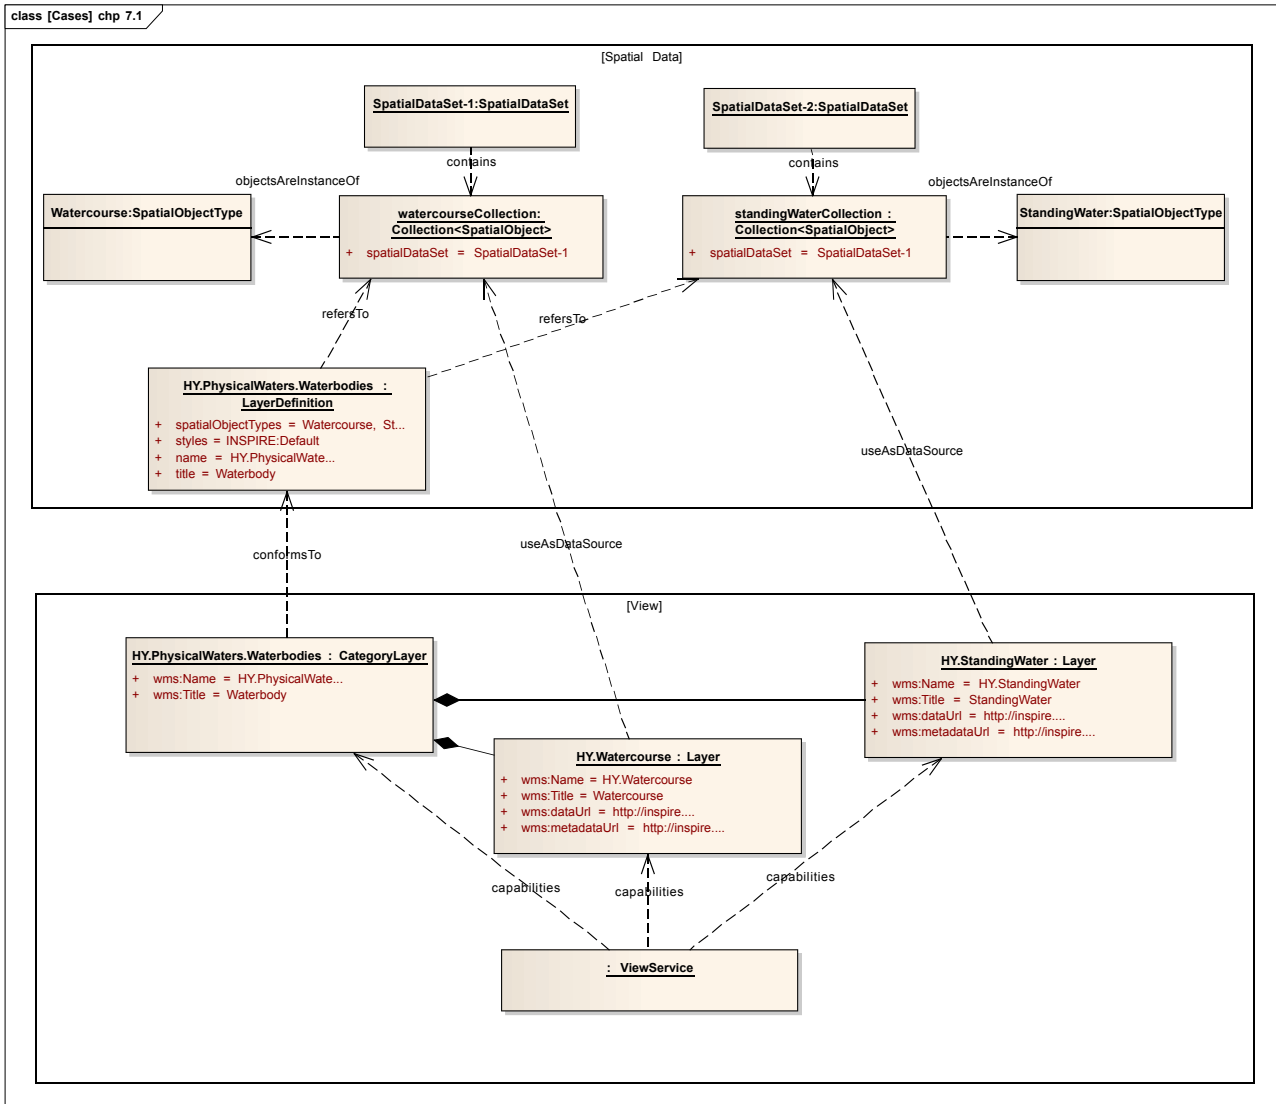 class [Cases] chp 7.1
[Spatial Data]
SpatialDataSet-1:SpatialDataSet
SpatialDataSet-2:SpatialDataSet
contains
contains
objectsAreInstanceOf
objectsAreInstanceOf
Watercourse:SpatialObjectType
watercourseCollection:
Collection<SpatialObject>
+ spatialDataSet = SpatialDataSet-1
standingWaterCollection :
Collection<SpatialObject>
+ spatialDataSet = SpatialDataSet-1
StandingWater:SpatialObjectType
refersTo
refersTo
HY.PhysicalWaters.Waterbodies :
LayerDefinition
+ spatialObjectTypes = Watercourse, St...
+ styles = INSPIRE:Default
+ name = HY.PhysicalWate...
+ title = Waterbody
useAsDataSource
useAsDataSource
conformsTo
[View]
HY.PhysicalWaters.Waterbodies : CategoryLayer
+ wms:Name = HY.PhysicalWate...
+ wms:Title = Waterbody
HY.StandingWater : Layer
+ wms:Name = HY.StandingWater
+ wms:Title = StandingWater
+ wms:dataUrl = http://inspire....
+ wms:metadataUrl = http://inspire....
HY.Watercourse : Layer
+ wms:Name = HY.Watercourse
+ wms:Title = Watercourse
+ wms:dataUrl = http://inspire....
+ wms:metadataUrl = http://inspire....
capabilities
capabilities
capabilities
: ViewService